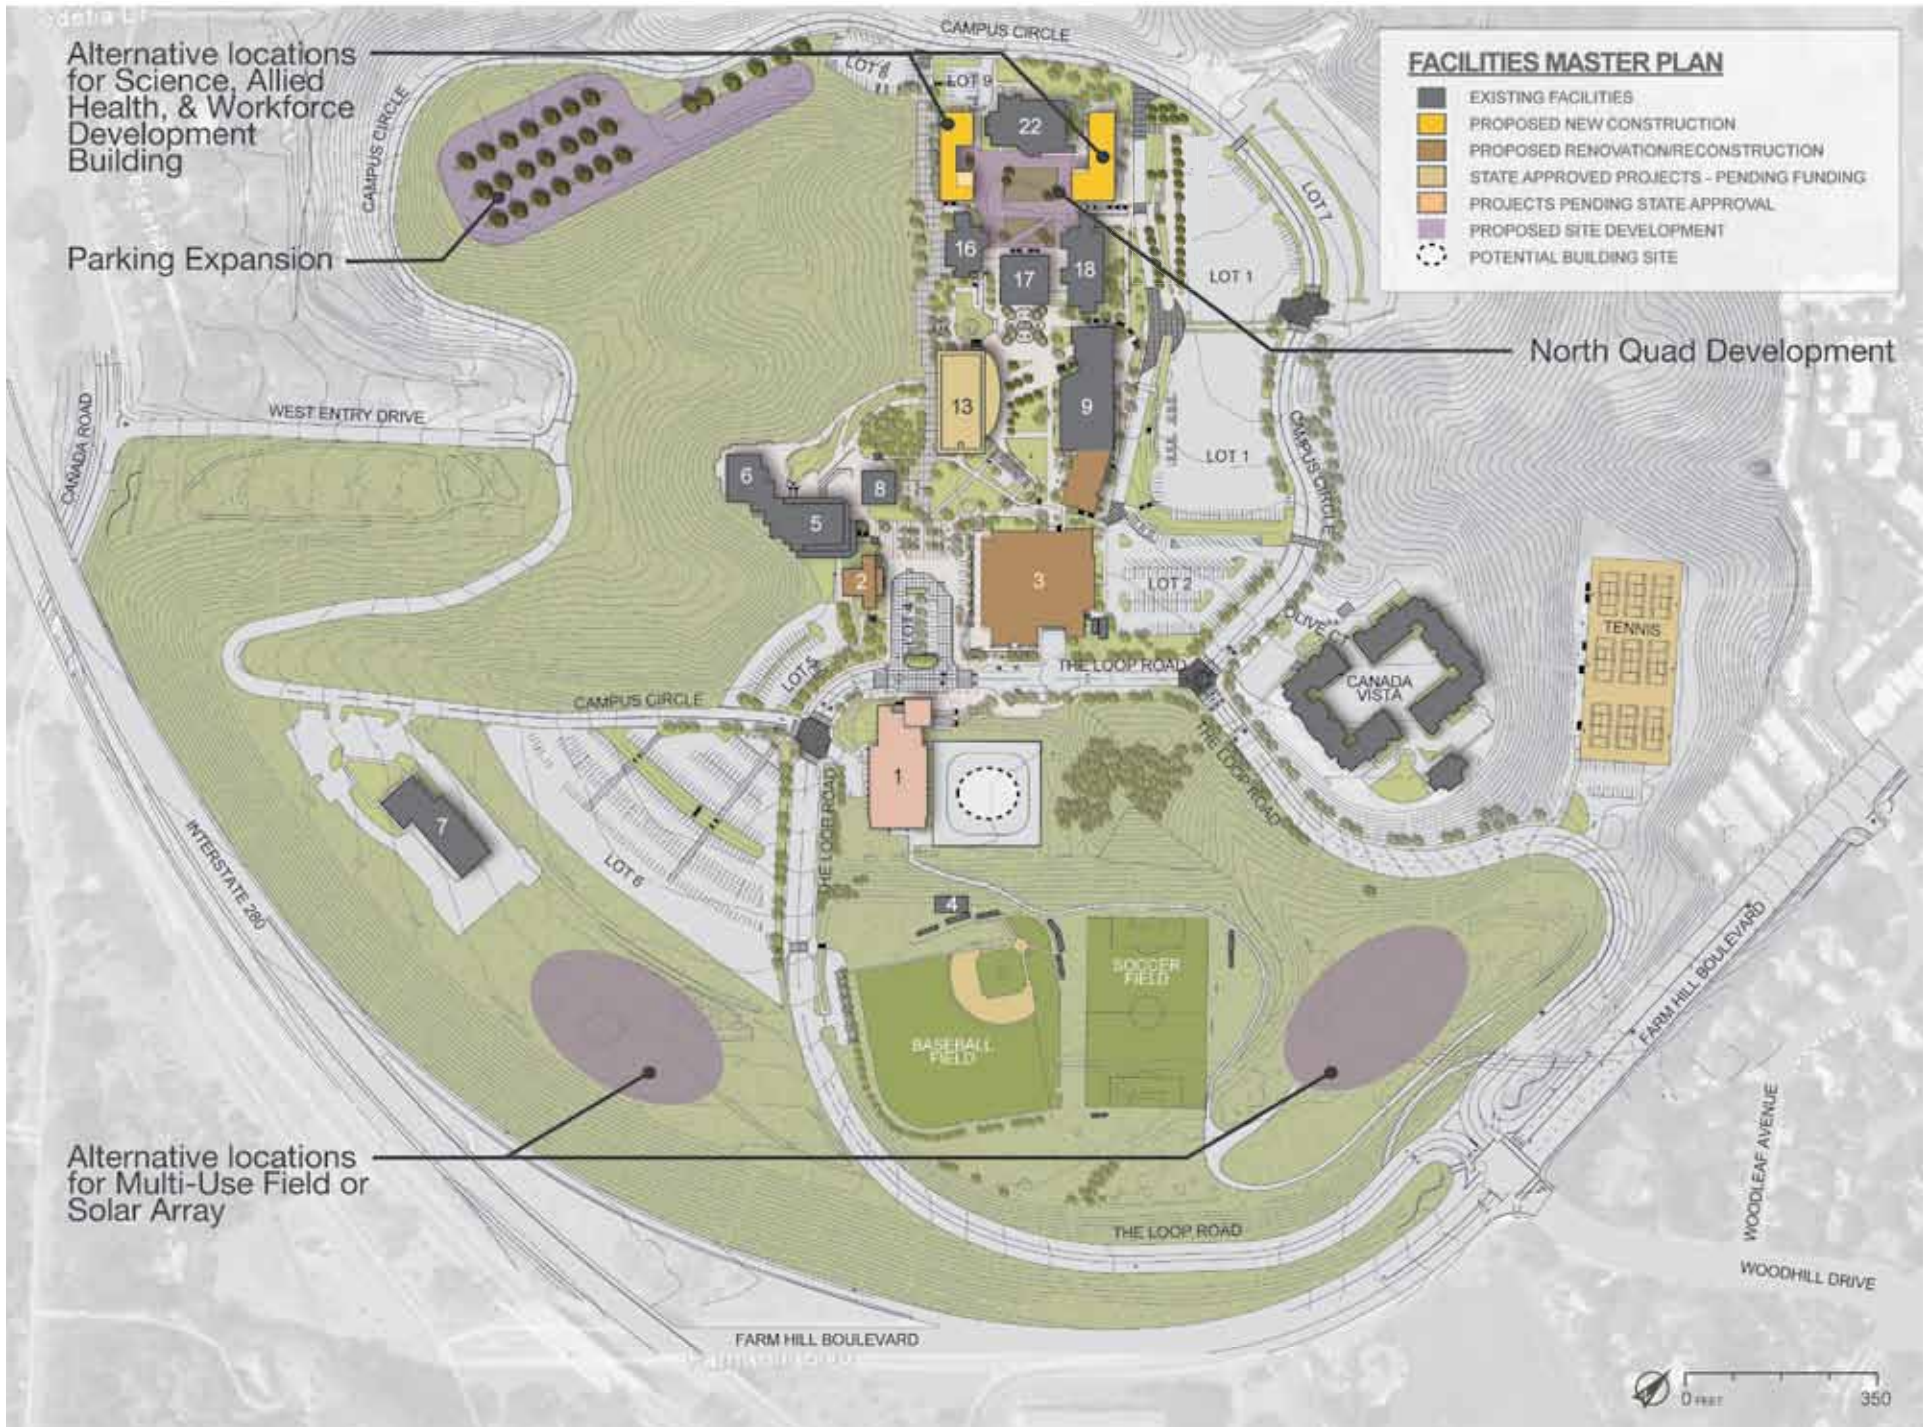 Alternative locations
for Science, Allied
Health, & Workforce
Development
Building
Parking Expansion
CAMPUS CIRCLE
CAMPUS CIRCLE
LOT 8
LOT 9
22
FACILITIES MASTER PLAN
EXISTING FACILITIES
PROPOSED NEW CONSTRUCTION
PROPOSED RENOVATION/RECONSTRUCTION
STATE APPROVED PROJECTS - PENDING FUNDING
PROJECTS PENDING STATE APPROVAL
PROPOSED SITE DEVELOPMENT
POTENTIAL BUILDING SITE
LOT 7
16
17
18
LOT 1
North Quad Development
CANADA ROAD
WEST ENTRY DRIVE
13
9
LOT 1
CAMPUS CIRCLE
6
8
5
2
LOT 4
3
LOT 2
OLIVE CT
TENNIS
THE LOOP ROAD
LOT 5
CAMPUS CIRCLE
CANADA
VISTA
THE LOOP ROAD
1
7
THE LOOP ROAD
LOT 6
INTERSTATE 280
4
SOCCER
FIELD
BASEBALL
FIELD
FARM HILL BOULEVARD
Alternative locations
for Multi-Use Field or
Solar Array
THE LOOP ROAD
WOODLEAF AVENUE
WOODHILL DRIVE
FARM HILL BOULEVARD
0 FEET
350